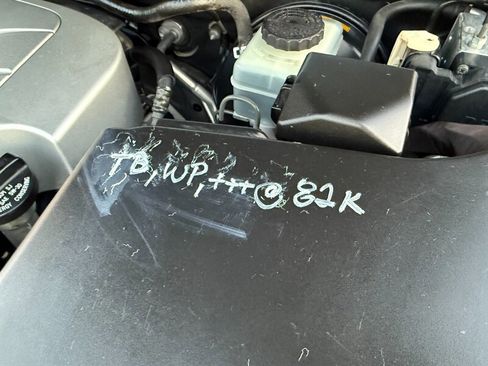 TB, WP, +++ @ 82K